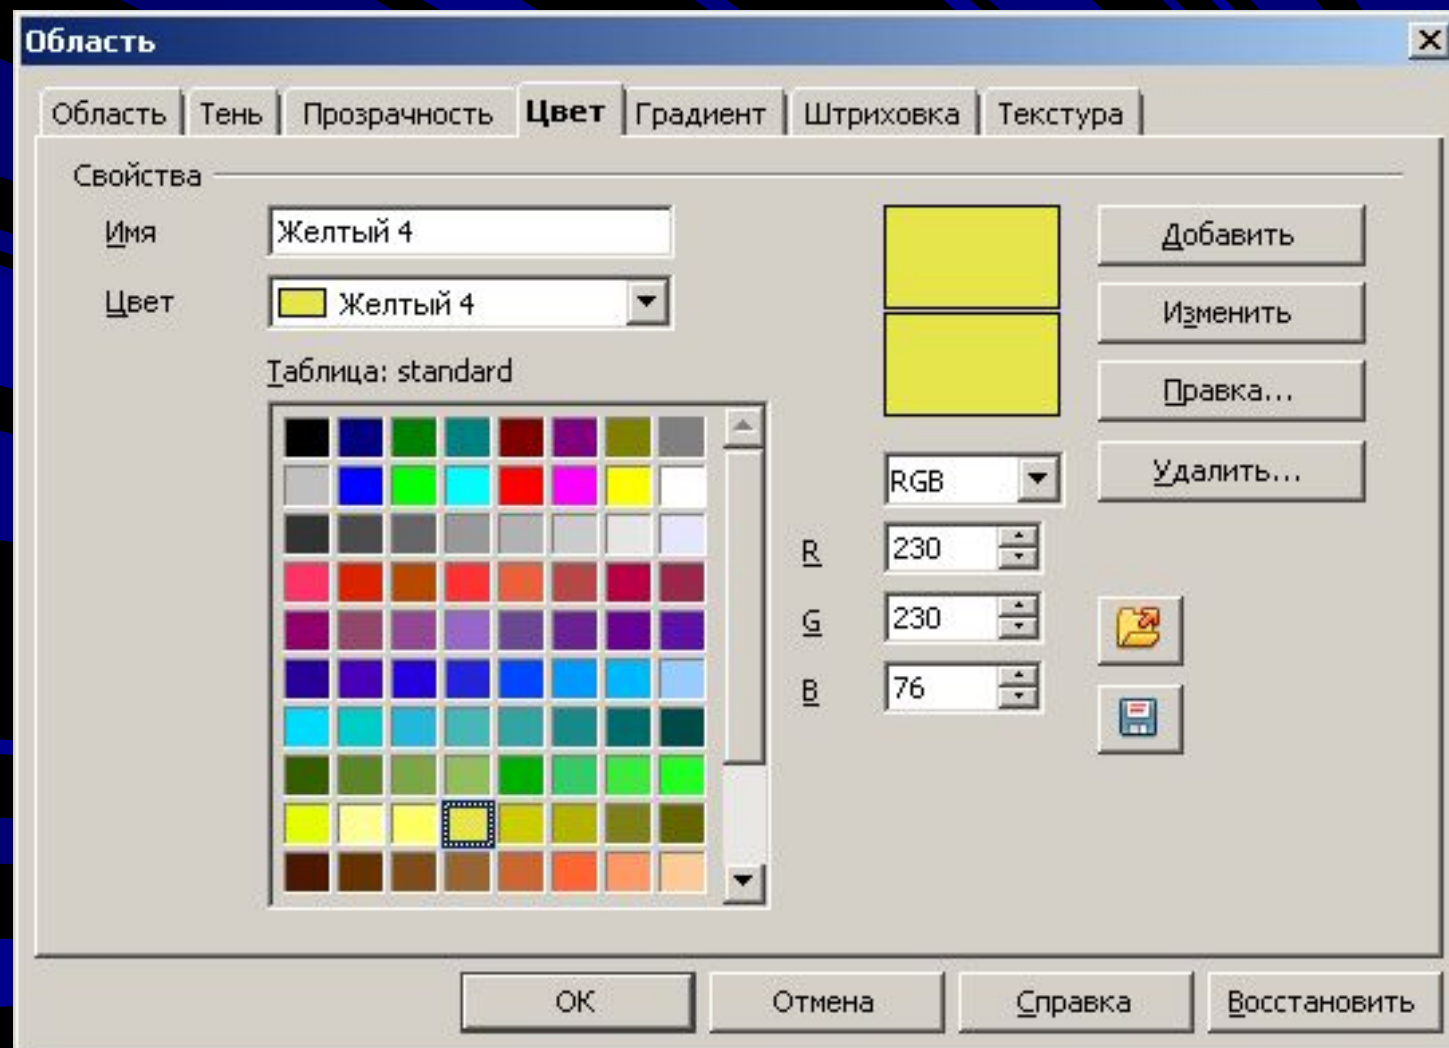 Область
Область Тень Прозрачность Цвет Градиент Штриховка Текстура
Свойства
Имя Желтый 4 Добавить
Цвет Желтый 4 Изменить
Таблица: standard Правка...
RGB Удалить...
R 230
G 230
B 76
ОК Отмена Справка Восстановить